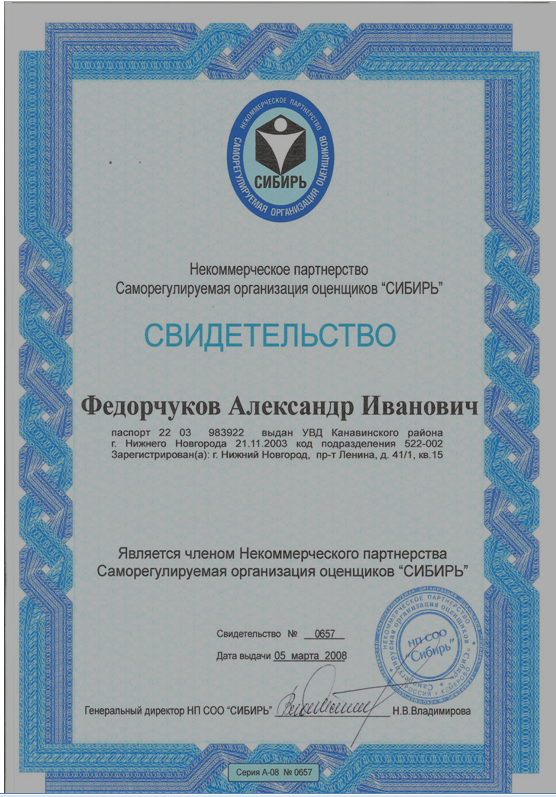 НЕКОММЕРЧЕСКОЕ ПАРТНЕРСТВО
САМОРЕГУЛИРУЕМАЯ ОРГАНИЗАЦИЯ ОЦЕНЩИКОВ
СИБИРЬ
Некоммерческое партнерство
Саморегулируемая организация оценщиков “СИБИРЬ”
СВИДЕТЕЛЬСТВО
Федорчуков Александр Иванович
паспорт 22 03 983922 выдан УВД Канавинского района
г. Нижнего Новгорода 21.11.2003 код подразделения 522-002
Зарегистрирован(а): г. Нижний Новгород, пр-т Ленина, д. 41/1, кв.15
Является членом Некоммерческого партнерства
Саморегулируемая организация оценщиков “СИБИРЬ”
Свидетельство № 0657
Дата выдачи 05 марта 2008
НП СОО
“Сибирь”
Генеральный директор НП СОО “СИБИРЬ” Н.В.Владимирова
Серия А-08 № 0657